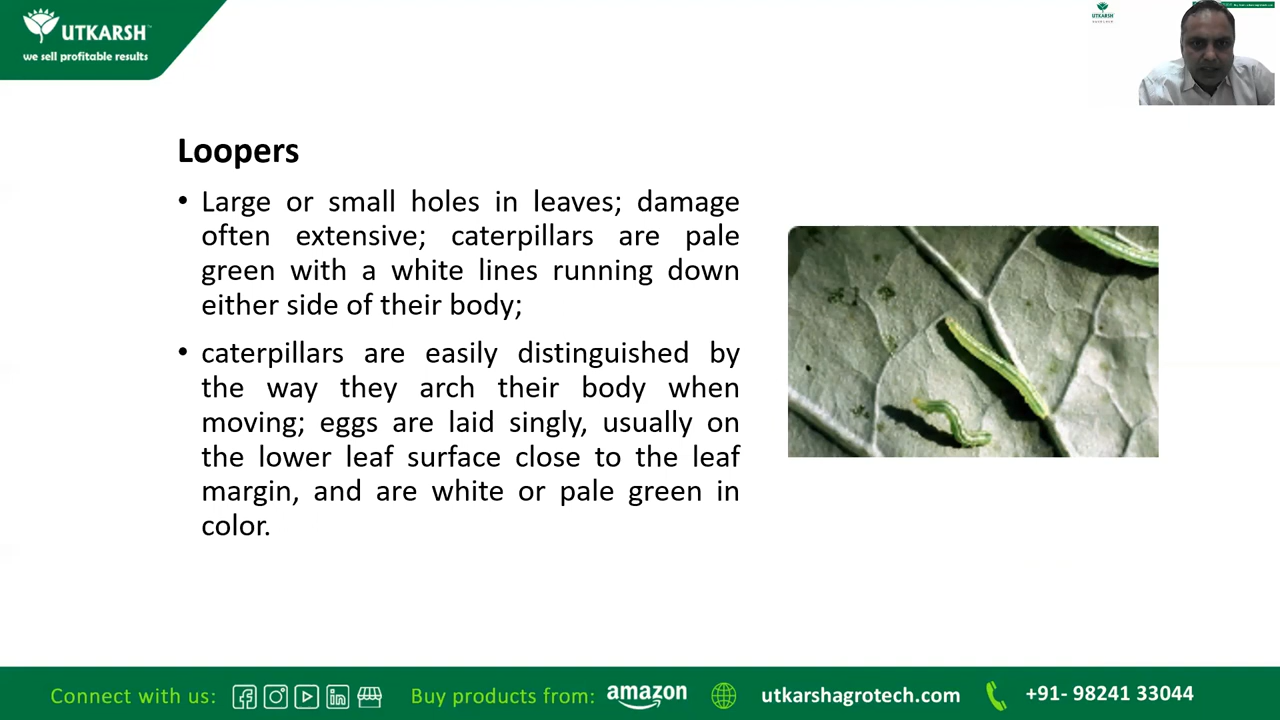 UTKARSH
we sell profitable results
UTKARSH
Loopers
• Large or small holes in leaves; damage
often extensive; caterpillars are pale
green with a white lines running down
either side of their body;
• caterpillars are easily distinguished by
the way they arch their body when
moving; eggs are laid singly, usually on
the lower leaf surface close to the leaf
margin, and are white or pale green in
color.
Connect with us:
Buy products from: amazon
utkarshagrotech.com
+91- 98241 33044